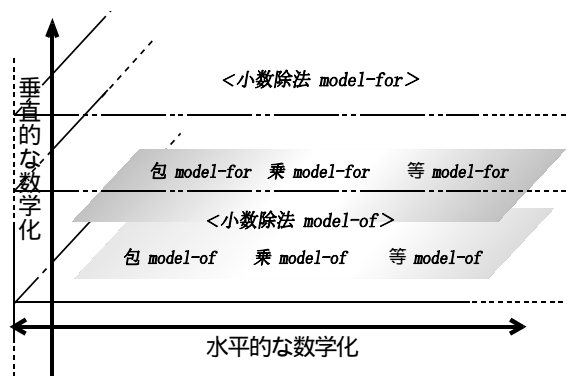 垂直的な数学化
<小数除法 model-for>
包 model-for 乗 model-for 等 model-for
<小数除法 model-of>
包 model-of 乗 model-of 等 model-of
水平的な数学化